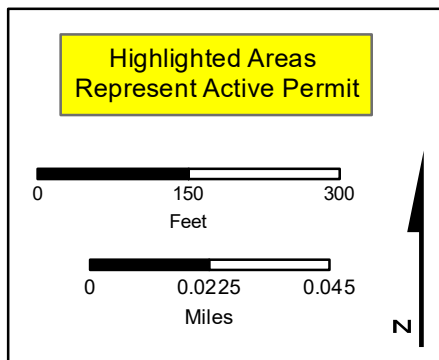 Highlighted Areas
Represent Active Permit
0 150 300
Feet
0 0.0225 0.045
Miles
N